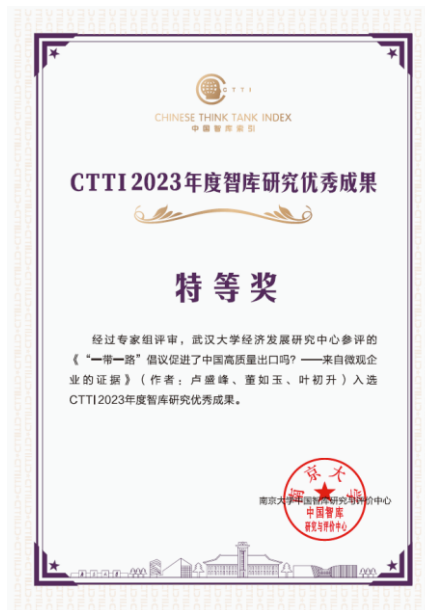 CTTI
CHINESE THINK TANK INDEX
中国智库索引
CTTI 2023年度智库研究优秀成果
特等奖
经过专家组评审，武汉大学经济发展研究中心参评的
《“一带一路”倡议促进了中国高质量出口吗？——来自微观企
业的证据》（作者：卢盛峰、董如玉、叶初升）入选
CTTI2023年度智库研究优秀成果。
南京大学中国智库研究与评价中心
南京大学
中国智库
研究与评价中心